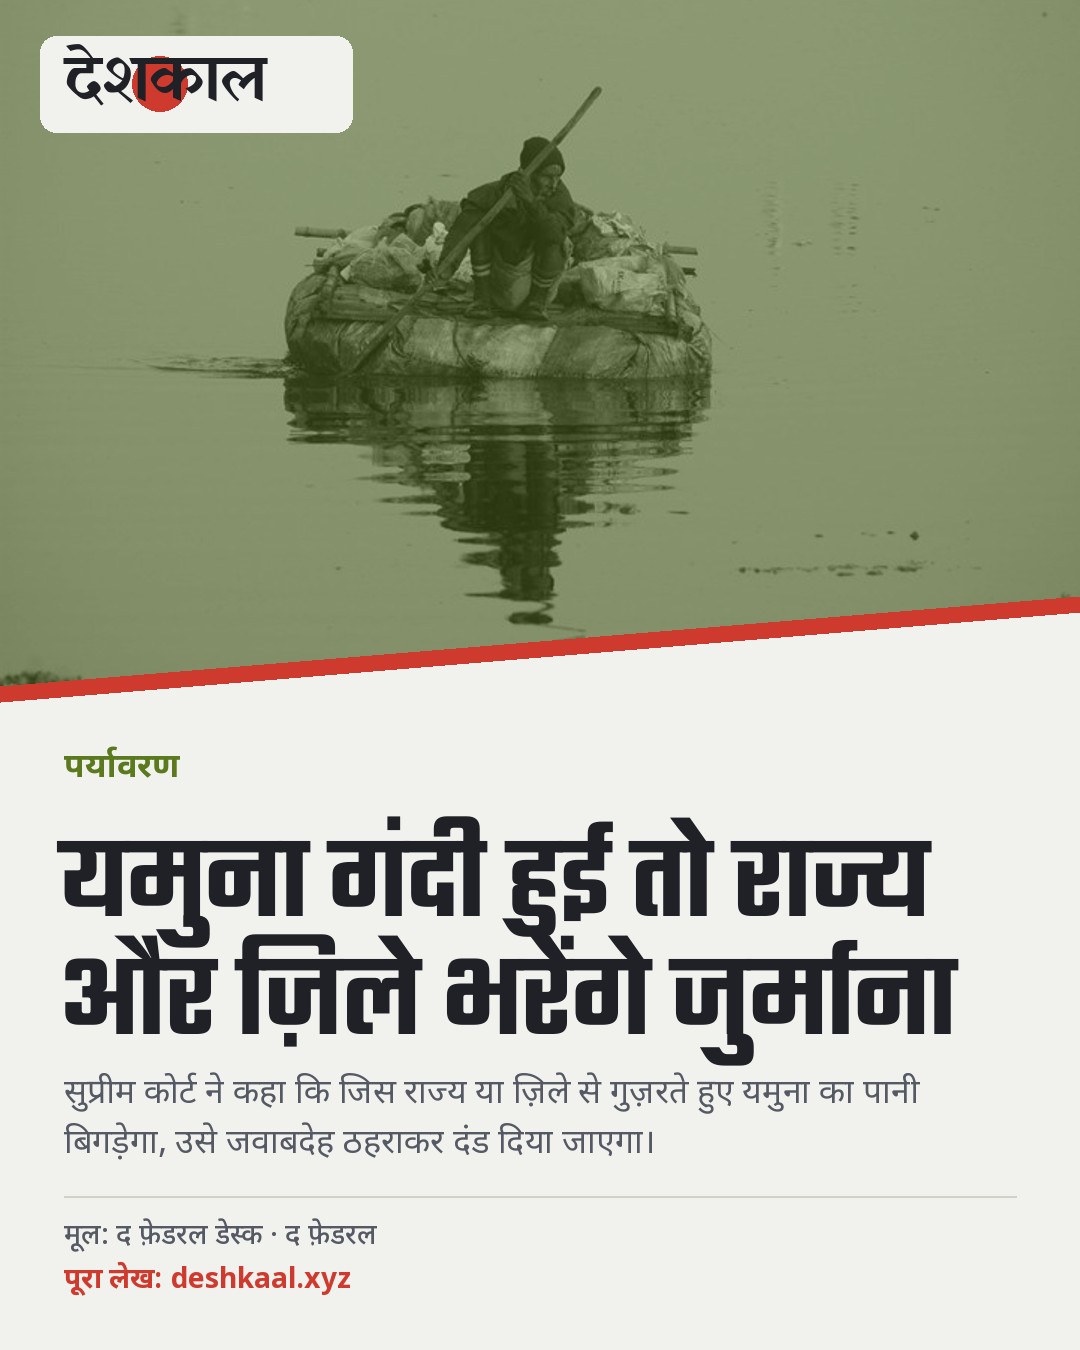 देशकाल
पर्यावरण
यमुना गंदी हुई तो राज्य
और ज़िले भरेंगे जुर्माना
सुप्रीम कोर्ट ने कहा कि जिस राज्य या ज़िले से गुज़रते हुए यमुना का पानी
बिगड़ेगा, उसे जवाबदेह ठहराकर दंड दिया जाएगा।
मूल: द फ़ेडरल डेस्क · द फ़ेडरल
पूरा लेख: deshkaal.xyz